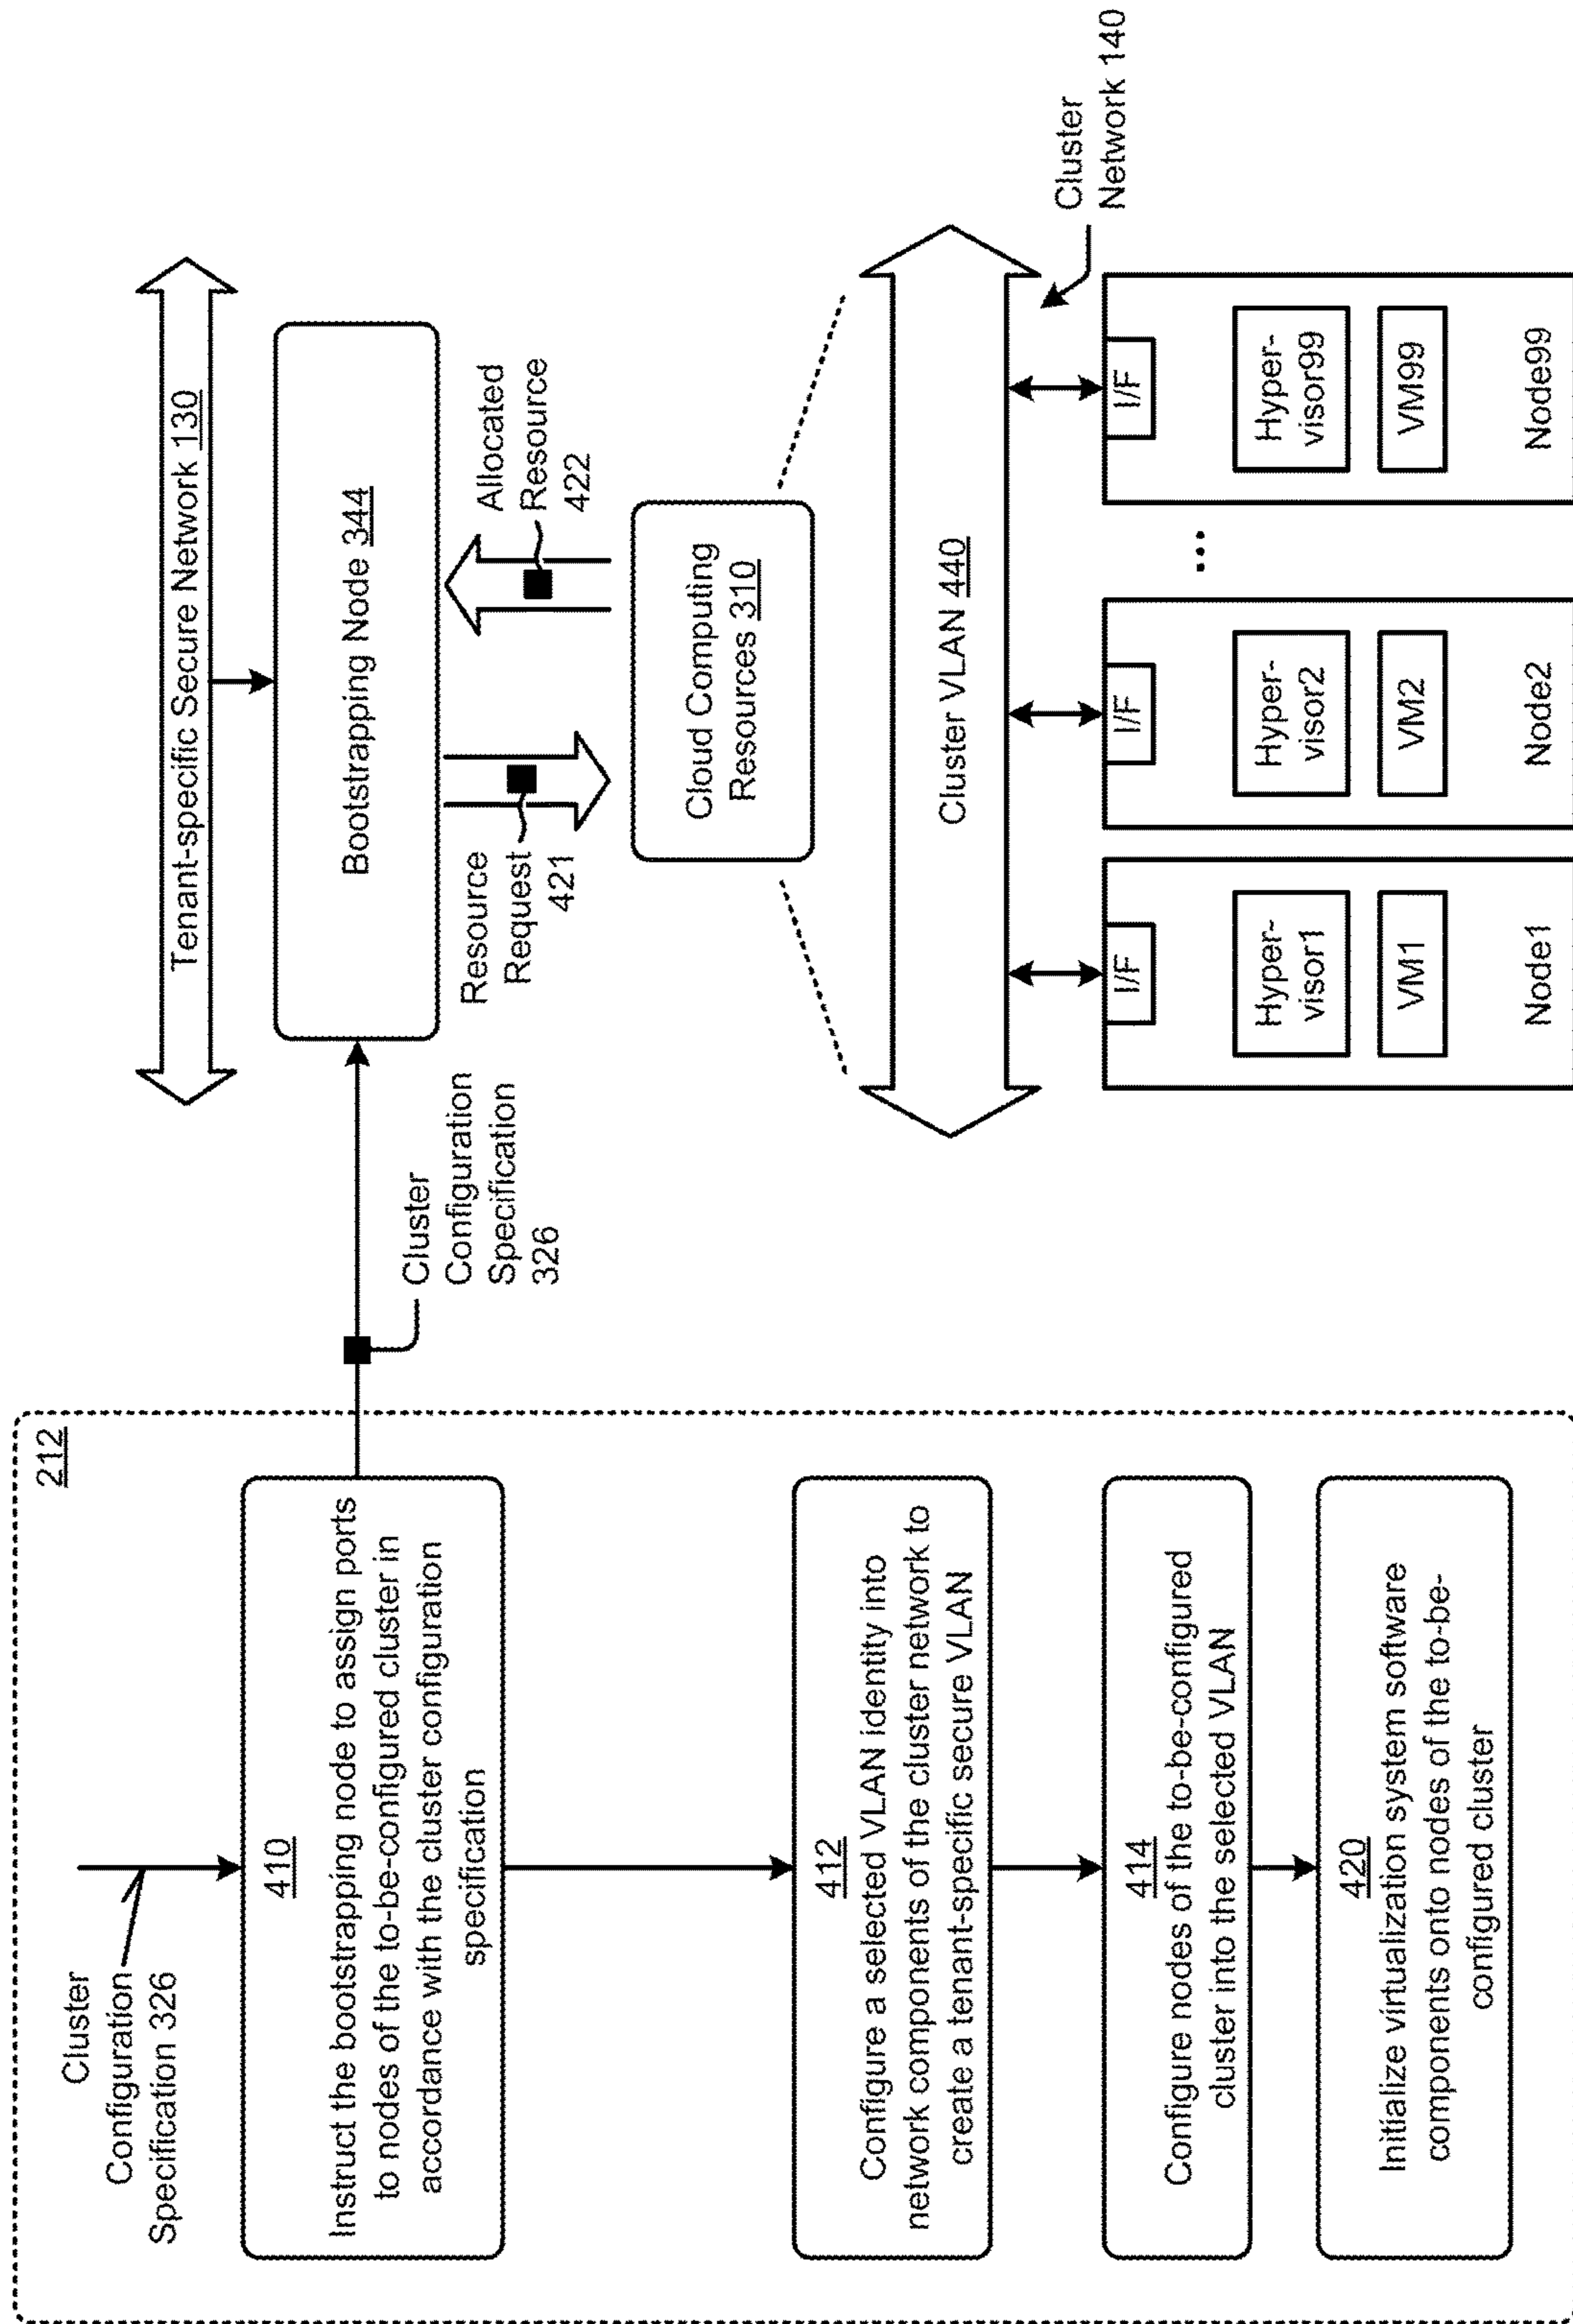 212
Cluster
Configuration
Specification 326
410
Instruct the bootstrapping node to assign ports
to nodes of the to-be-configured cluster in
accordance with the cluster configuration
specification
412
Configure a selected VLAN identity into
network components of the cluster network to
create a tenant-specific secure VLAN
414
Configure nodes of the to-be-configured
cluster into the selected VLAN
420
Initialize virtualization system software
components onto nodes of the to-be-
configured cluster
Cluster
Configuration
Specification
326
Tenant-specific Secure Network 130
Bootstrapping Node 344
Resource
Request
421
Allocated
Resource
422
Cloud Computing
Resources 310
Cluster VLAN 440
Cluster
Network 140
I/F
Hyper-
visor1
VM1
Node1
I/F
Hyper-
visor2
VM2
Node2
...
I/F
Hyper-
visor99
VM99
Node99